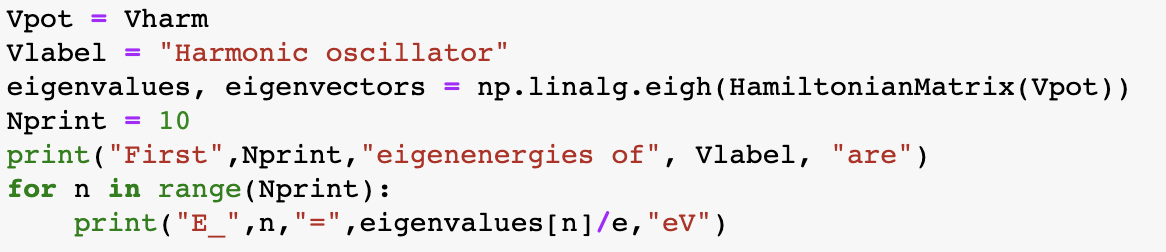 Vpot = Vharm
Vlabel = "Harmonic oscillator"
eigenvalues, eigenvectors = np.linalg.eigh(HamiltonianMatrix(Vpot))
Nprint = 10
print("First",Nprint,"eigenenergies of", Vlabel, "are")
for n in range(Nprint):
    print("E_",n,"=",eigenvalues[n]/e,"eV")